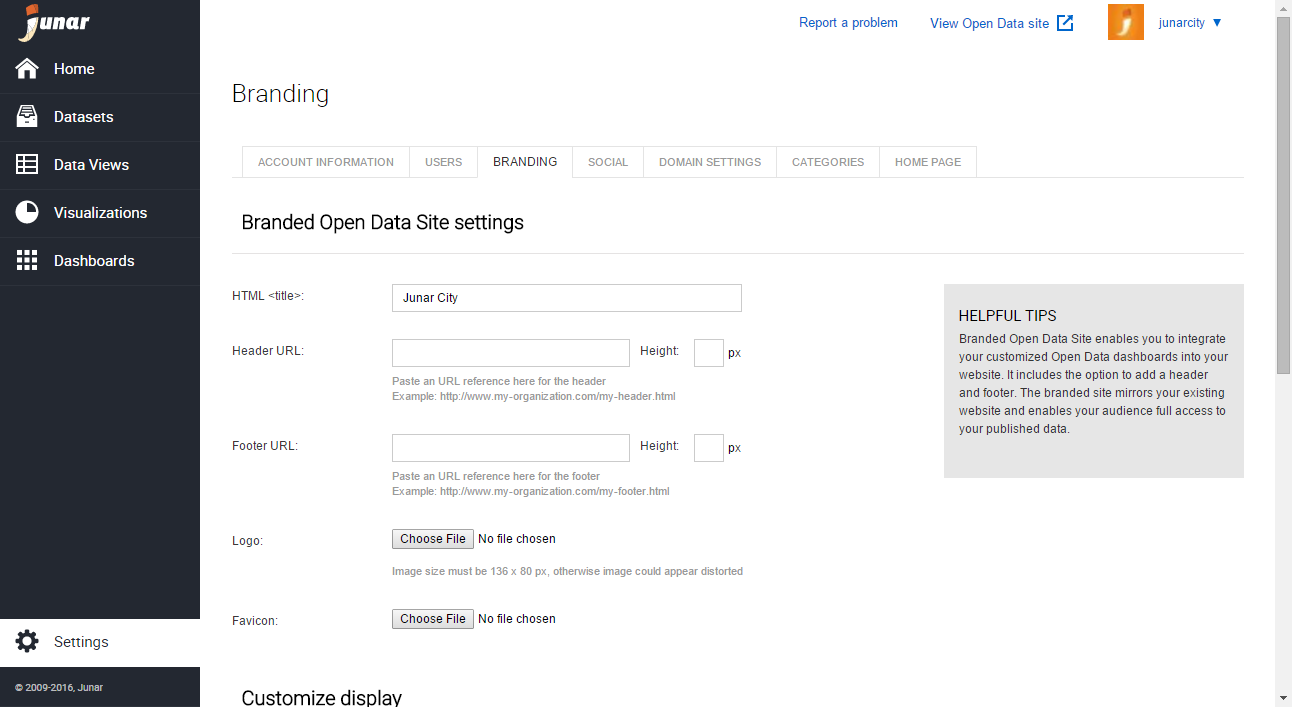 junar
Home
Datasets
Data Views
Visualizations
Dashboards
Settings
© 2009-2016, Junar
Report a problem
View Open Data site
junarcity ▼
Branding
ACCOUNT INFORMATION
USERS
BRANDING
SOCIAL
DOMAIN SETTINGS
CATEGORIES
HOME PAGE
Branded Open Data Site settings
HTML <title>:
Junar City
Header URL:
Height:
px
Paste an URL reference here for the header
Example: http://www.my-organization.com/my-header.html
Footer URL:
Height:
px
Paste an URL reference here for the footer
Example: http://www.my-organization.com/my-footer.html
Logo:
Choose File No file chosen
Image size must be 136 x 80 px, otherwise image could appear distorted
Favicon:
Choose File No file chosen
HELPFUL TIPS
Branded Open Data Site enables you to integrate
your customized Open Data dashboards into your
website. It includes the option to add a header
and footer. The branded site mirrors your existing
website and enables your audience full access to
your published data.
Customize display